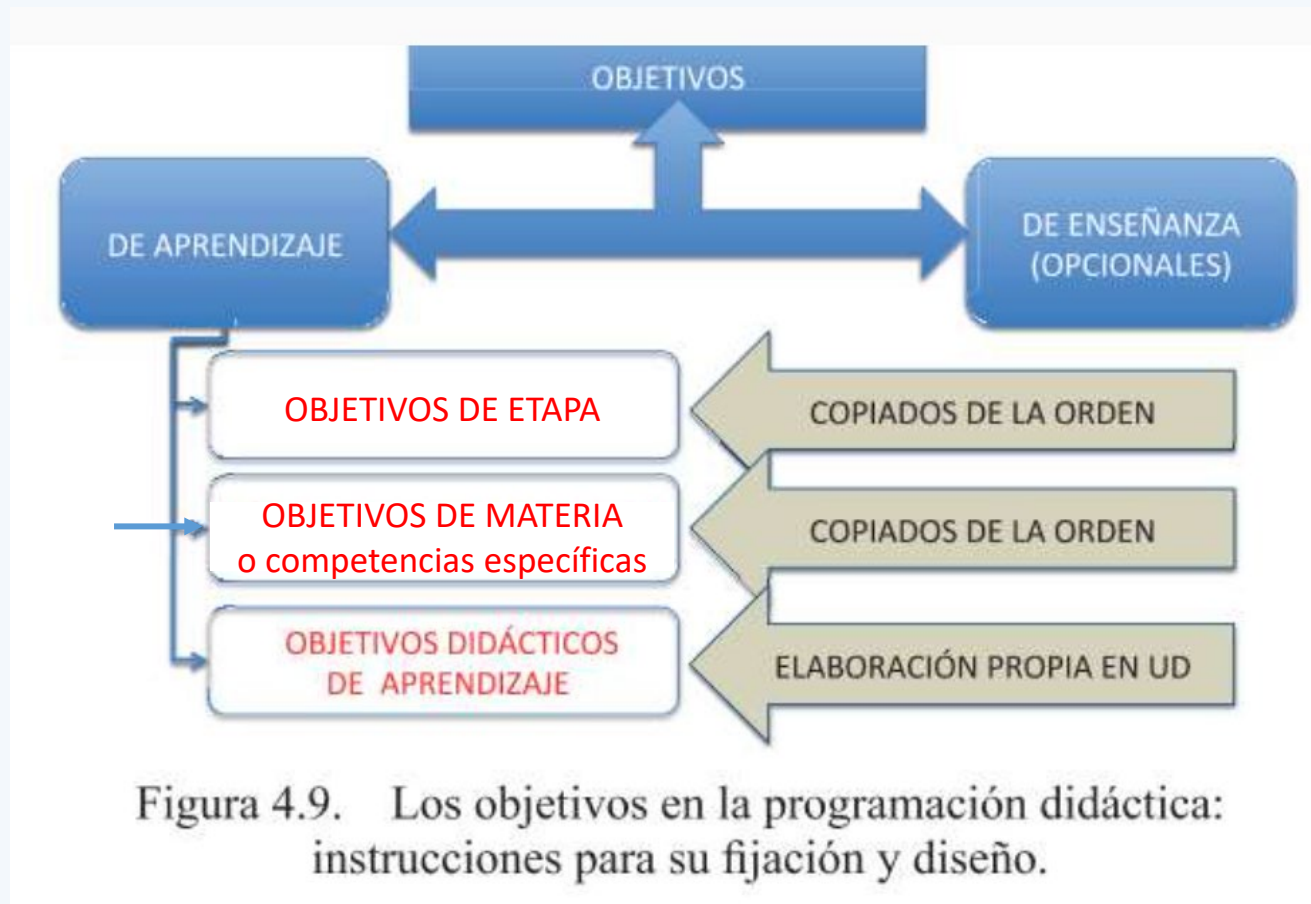 OBJETIVOS
DE APRENDIZAJE
DE ENSEÑANZA
(OPCIONALES)
OBJETIVOS DE ETAPA
COPIADOS DE LA ORDEN
OBJETIVOS DE MATERIA
o competencias específicas
COPIADOS DE LA ORDEN
OBJETIVOS DIDÁCTICOS
DE APRENDIZAJE
ELABORACIÓN PROPIA EN UD
Figura 4.9. Los objetivos en la programación didáctica:
instrucciones para su fijación y diseño.